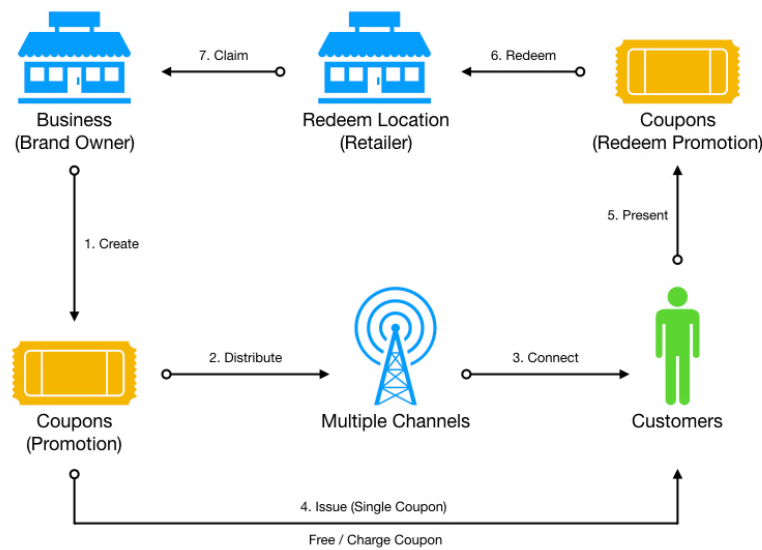 7. Claim
6. Redeem
Business
(Brand Owner)
Redeem Location
(Retailer)
Coupons
(Redeem Promotion)
5. Present
1. Create
2. Distribute
3. Connect
Coupons
(Promotion)
Multiple Channels
Customers
4. Issue (Single Coupon)
Free / Charge Coupon